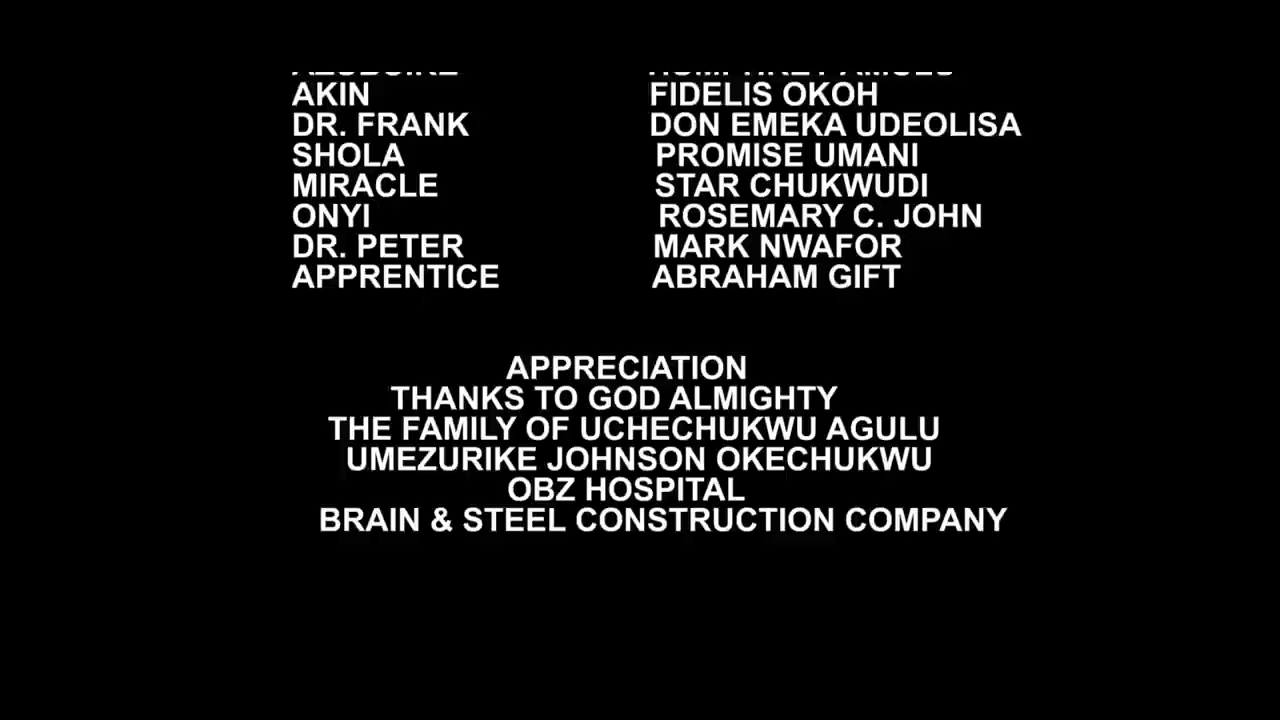 AKIN FIDELIS OKOH
DR. FRANK DON EMEKA UDEOLISA
SHOLA PROMISE UMANI
MIRACLE STAR CHUKWUDI
ONYI ROSEMARY C. JOHN
DR. PETER MARK NWAFOR
APPRENTICE ABRAHAM GIFT
APPRECIATION
THANKS TO GOD ALMIGHTY
THE FAMILY OF UCHECHUKWU AGULU
UMEZURIKE JOHNSON OKECHUKWU
OBZ HOSPITAL
BRAIN & STEEL CONSTRUCTION COMPANY